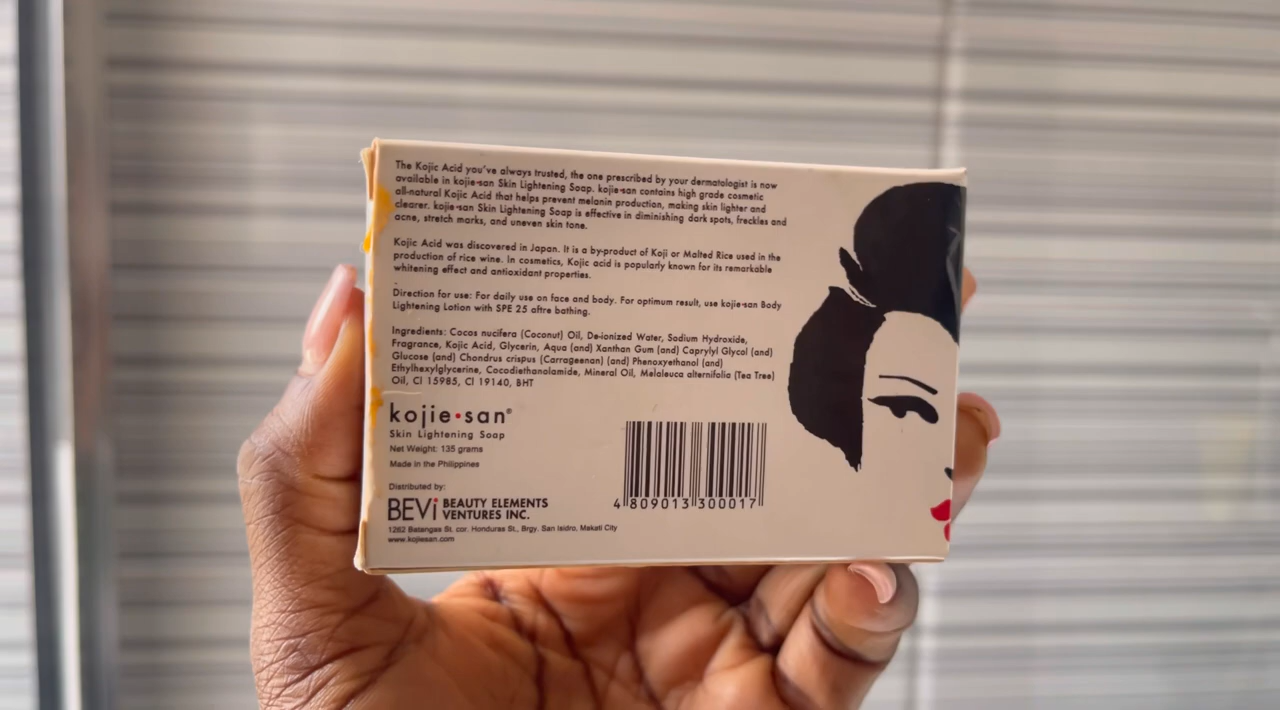 The Kojic Acid you've always trusted, the one prescribed by your dermatologist is now
available in kojie•san Skin Lightening Soap. kojie•san contains high grade cosmetic
all-natural Kojic Acid that helps prevent melanin production, making skin lighter and
clearer. kojie•san Skin Lightening Soap is effective in diminishing dark spots, freckles and
acne, stretch marks, and uneven skin tone.
Kojic Acid was discovered in Japan. It is a by-product of Koji or Malted Rice used in the
production of rice wine. In cosmetics, Kojic acid is popularly known for its remarkable
whitening effect and antioxidant properties.
Direction for use: For daily use on face and body. For optimum result, use kojie•san Body
Lightening Lotion with SPE 25 aftre bathing.
Ingredients: Cocos nucifera (Coconut) Oil, De-ionized Water, Sodium Hydroxide,
Fragrance, Kojic Acid, Glycerin, Aqua (and) Xanthan Gum (and) Caprylyl Glycol (and)
Glucose (and) Chondrus crispus (Carrageenan) (and) Phenoxyethanol (and)
Ethylhexylglycerine, Cocodiethanolamide, Mineral Oil, Melaleuca alternifolia (Tea Tree)
Oil, CI 15985, CI 19140, BHT
kojie•san®
Skin Lightening Soap
Net Weight: 135 grams
Made in the Philippines
Distributed by:
BEVi BEAUTY ELEMENTS
VENTURES INC.
1262 Batangas St. cor. Honduras St., Brgy. San Isidro, Makati City
www.kojiesan.com
4 809013 300017